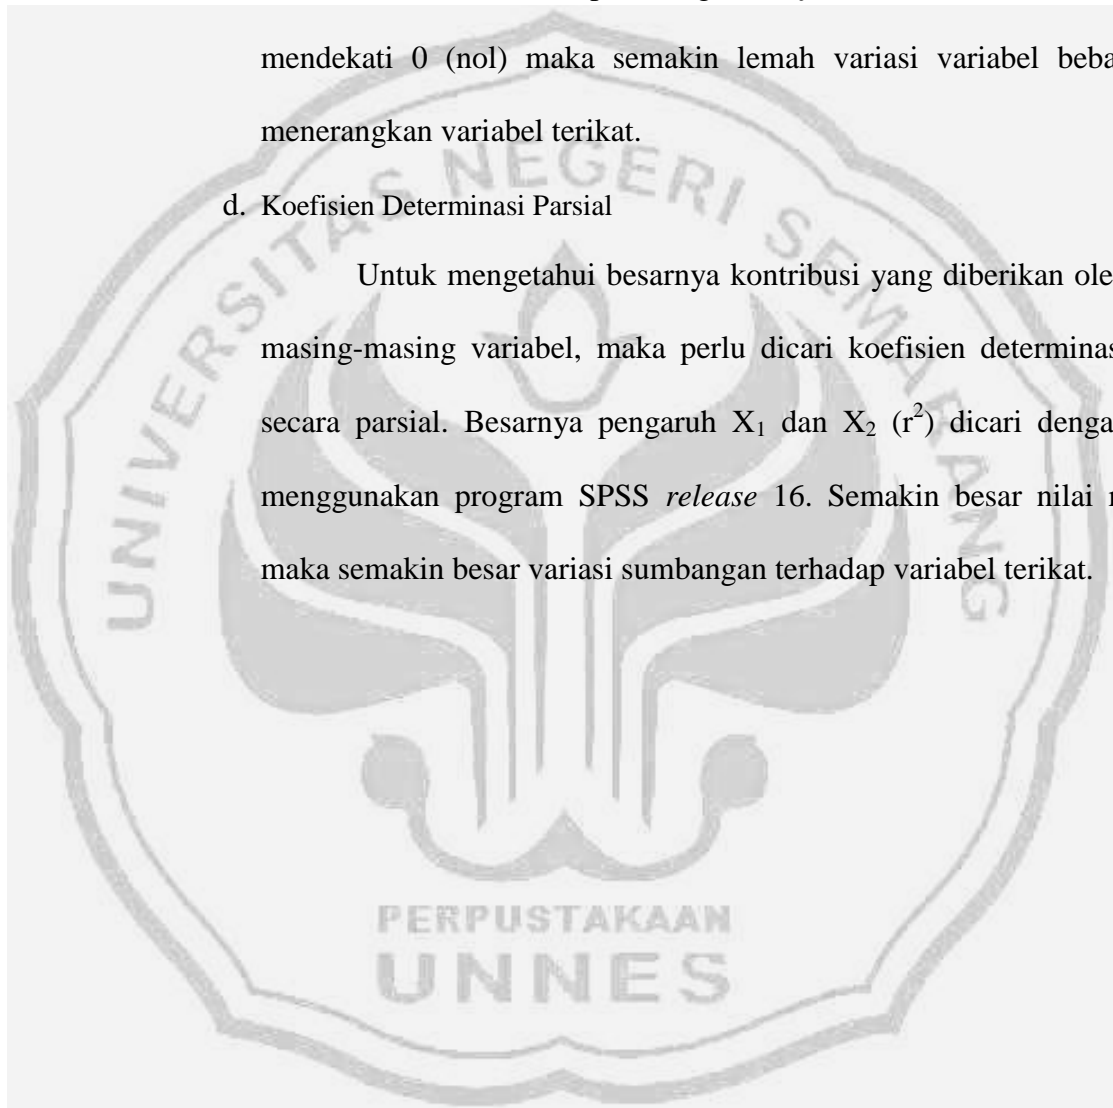 mendekati 0 (nol) maka semakin lemah variasi variabel beba
menerangkan variabel terikat.
d. Koefisien Determinasi Parsial
Untuk mengetahui besarnya kontribusi yang diberikan ole
masing-masing variabel, maka perlu dicari koefisien determinas
secara parsial. Besarnya pengaruh X₁ dan X₂ (r²) dicari denga
menggunakan program SPSS release 16. Semakin besar nilai r
maka semakin besar variasi sumbangan terhadap variabel terikat.
UNIVERSITAS NEGERI SEMARANG
PERPUSTAKAAN
UNNES